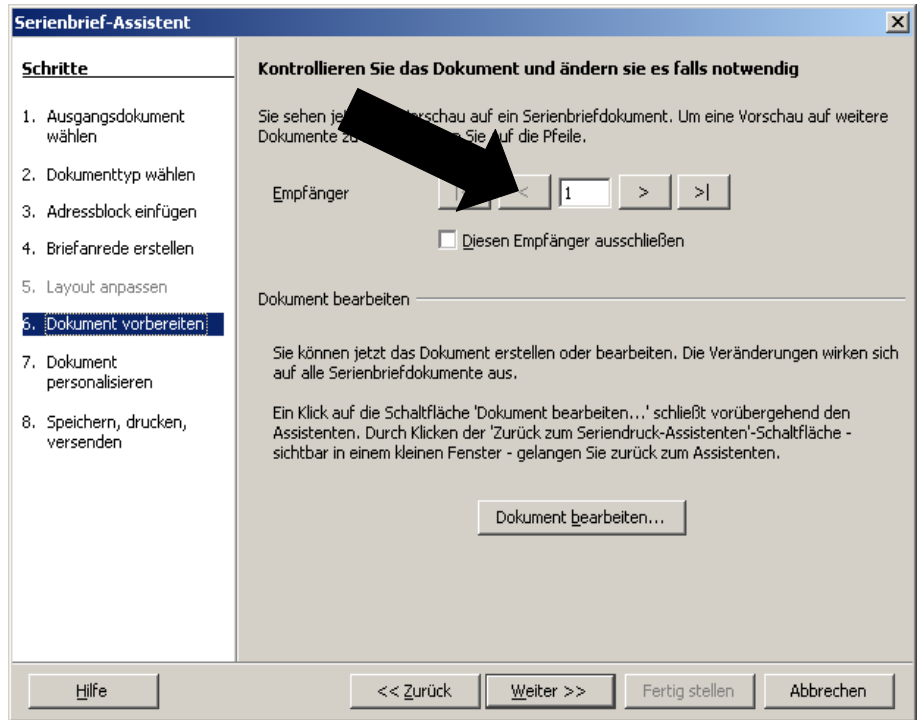 Serienbrief-Assistent
Schritte
1. Ausgangsdokument
wählen
2. Dokumenttyp wählen
3. Adressblock einfügen
4. Briefanrede erstellen
5. Layout anpassen
6. Dokument vorbereiten
7. Dokument
personalisieren
8. Speichern, drucken,
versenden
Kontrollieren Sie das Dokument und ändern sie es falls notwendig
Sie sehen auf ein Serienbriefdokument. Um eine Vorschau auf weitere
Dokumente Sie auf die Pfeile.
Empfänger < 1 > >|
Diesen Empfänger ausschließen
Dokument bearbeiten
Sie können jetzt das Dokument erstellen oder bearbeiten. Die Veränderungen wirken sich
auf alle Serienbriefdokumente aus.
Ein Klick auf die Schaltfläche 'Dokument bearbeiten...' schließt vorübergehend den
Assistenten. Durch Klicken der 'Zurück zum Seriendruck-Assistenten'-Schaltfläche -
sichtbar in einem kleinen Fenster - gelangen Sie zurück zum Assistenten.
Dokument bearbeiten...
Hilfe << Zurück Weiter >> Fertig stellen Abbrechen